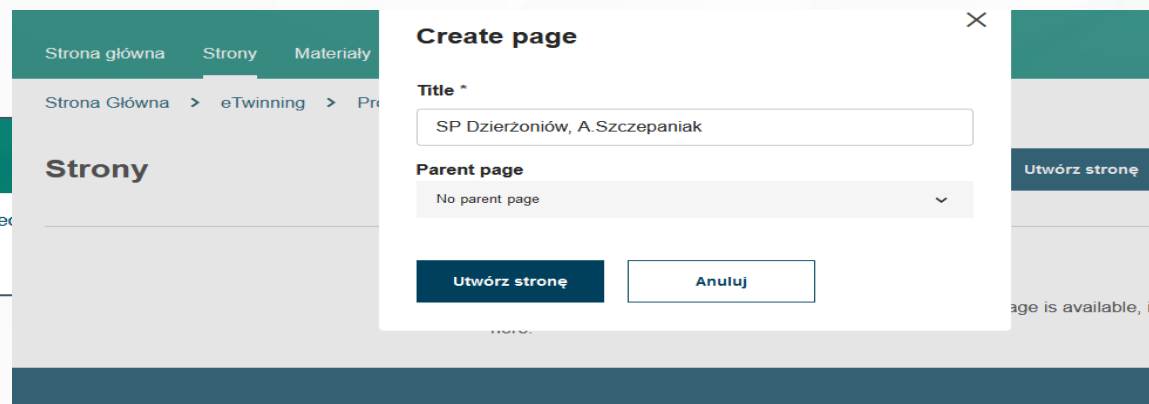 Create page
Strona główna Strony Materiały
Title *
Strona Główna > eTwinning > Pr
SP Dzierżoniów, A.Szczepaniak
Strony
Parent page
Utwórz stronę
No parent page
Utwórz stronę Anuluj
age is available, i